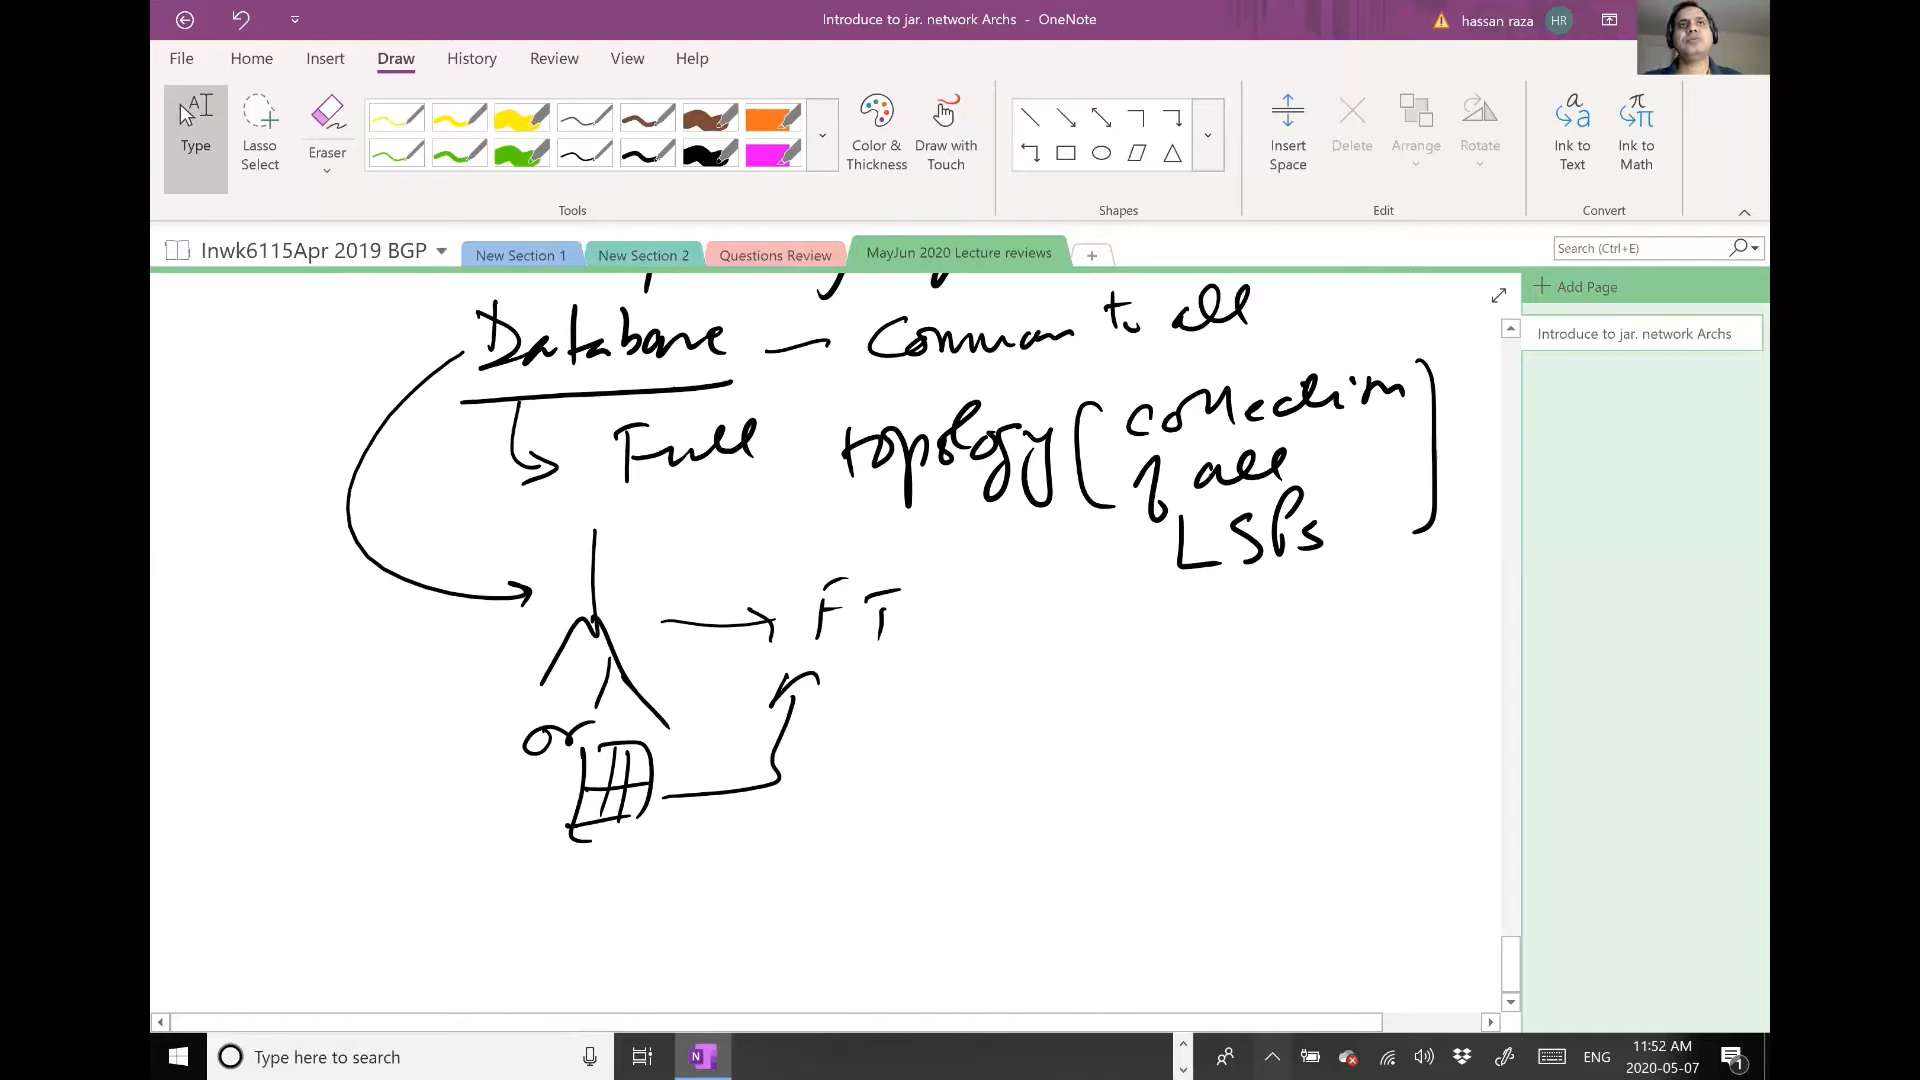 Introduce to jar. network Archs - OneNote
hassan raza HR
File Home Insert Draw History Review View Help
Type
Lasso Select
Eraser
Color & Thickness
Draw with Touch
Insert Space
Delete
Arrange
Rotate
Ink to Text
Ink to Math
Tools
Shapes
Edit
Convert
Inwk6115Apr 2019 BGP
New Section 1
New Section 2
Questions Review
MayJun 2020 Lecture reviews
+
Search (Ctrl+E)
+ Add Page
Introduce to jar. network Archs
Database - Common to all
Full topology (collection
of all
LSPs)
FT
or
Type here to search
N
ENG
11:52 AM
2020-05-07
1